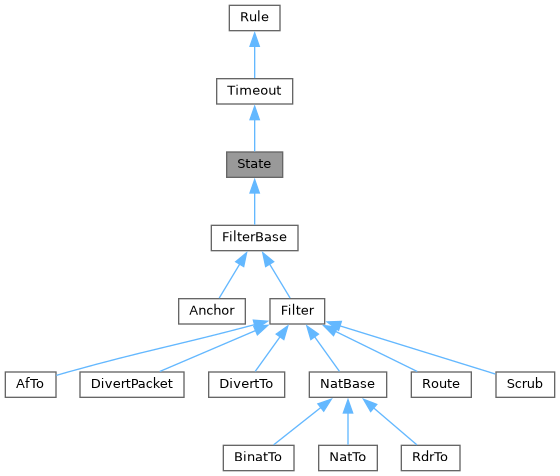 Rule
Timeout
State
FilterBase
Anchor
Filter
AfTo
DivertPacket
DivertTo
NatBase
Route
Scrub
BinatTo
NatTo
RdrTo